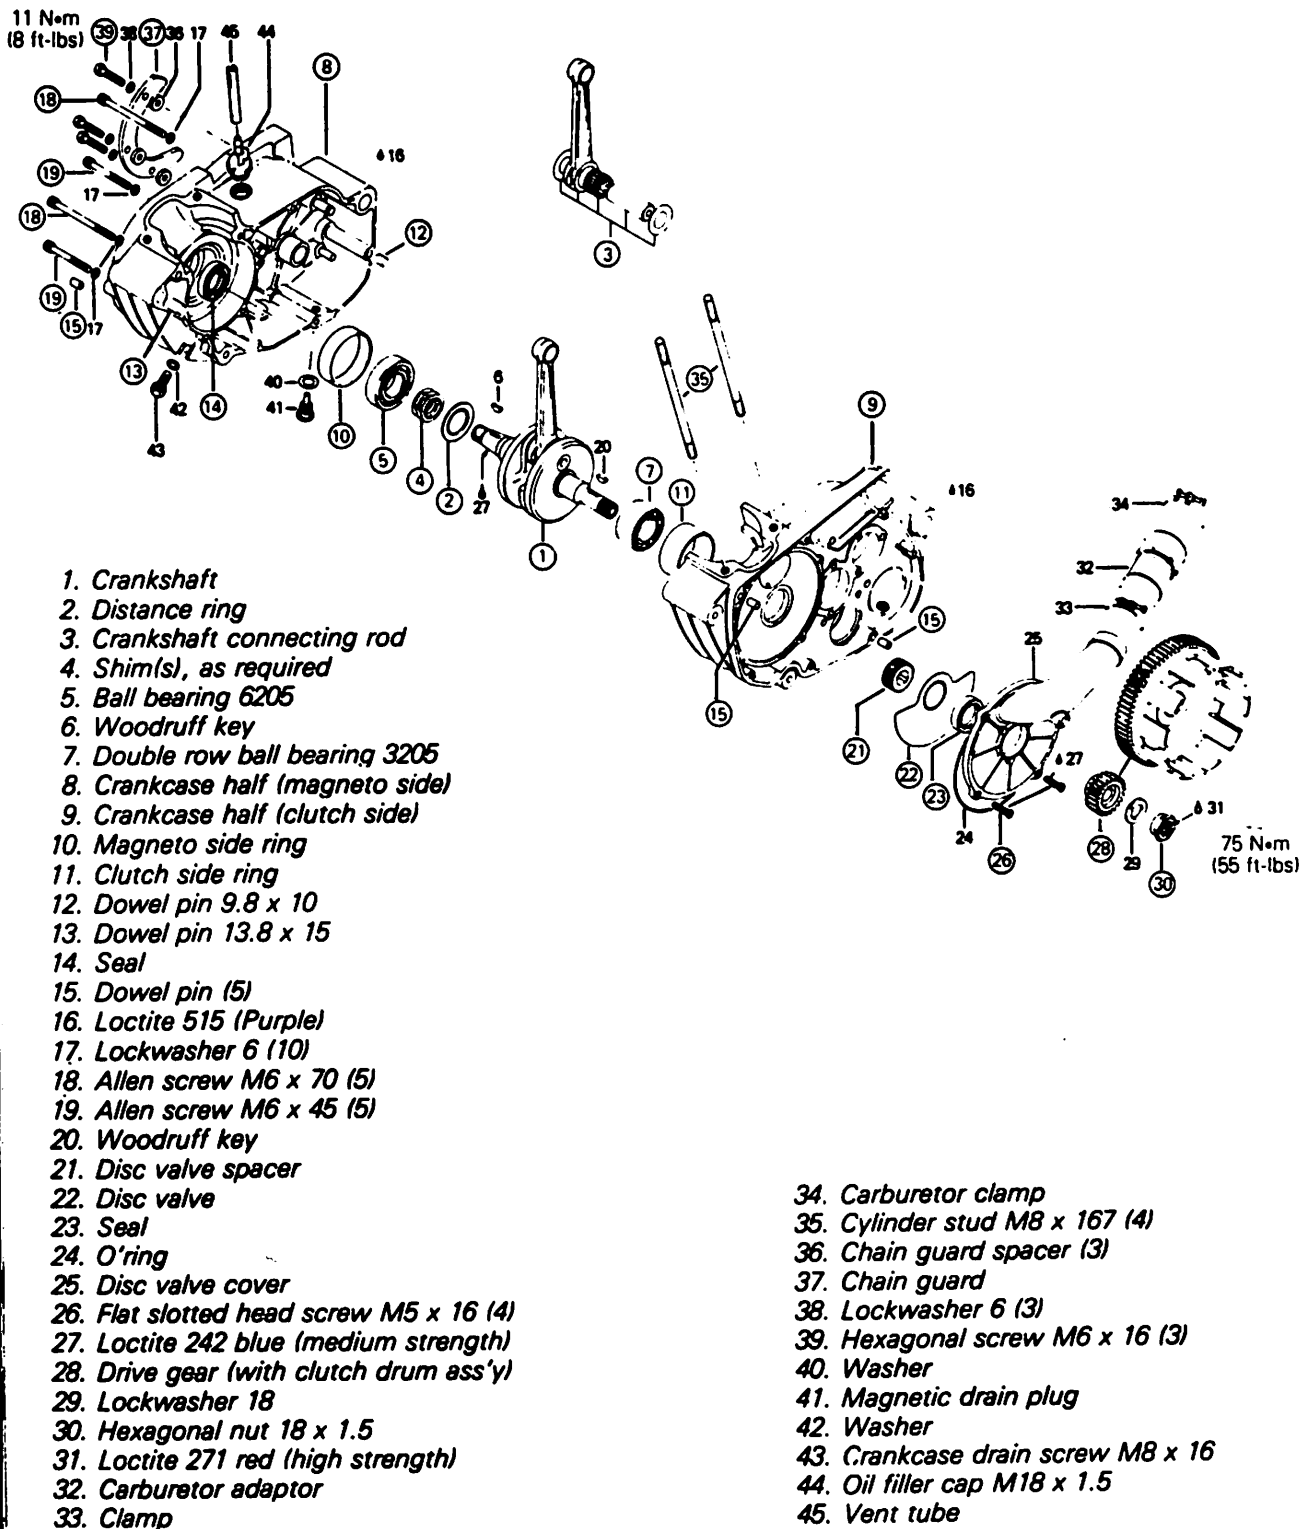 11 N•m
(8 ft-lbs)
39 38 37 36 17 45 44
8
18
16
19
17
3
12
18
19
15
17
13
42
14
43
40
41
10
5
4
2
6
27
1
20
7
11
35
9
16
15
15
34
32
33
25
21
22
23
24
26
27
28
29
30
31
75 N•m
(55 ft-lbs)
1. Crankshaft
2. Distance ring
3. Crankshaft connecting rod
4. Shim(s), as required
5. Ball bearing 6205
6. Woodruff key
7. Double row ball bearing 3205
8. Crankcase half (magneto side)
9. Crankcase half (clutch side)
10. Magneto side ring
11. Clutch side ring
12. Dowel pin 9.8 x 10
13. Dowel pin 13.8 x 15
14. Seal
15. Dowel pin (5)
16. Loctite 515 (Purple)
17. Lockwasher 6 (10)
18. Allen screw M6 x 70 (5)
19. Allen screw M6 x 45 (5)
20. Woodruff key
21. Disc valve spacer
22. Disc valve
23. Seal
24. O'ring
25. Disc valve cover
26. Flat slotted head screw M5 x 16 (4)
27. Loctite 242 blue (medium strength)
28. Drive gear (with clutch drum ass'y)
29. Lockwasher 18
30. Hexagonal nut 18 x 1.5
31. Loctite 271 red (high strength)
32. Carburetor adaptor
33. Clamp
34. Carburetor clamp
35. Cylinder stud M8 x 167 (4)
36. Chain guard spacer (3)
37. Chain guard
38. Lockwasher 6 (3)
39. Hexagonal screw M6 x 16 (3)
40. Washer
41. Magnetic drain plug
42. Washer
43. Crankcase drain screw M8 x 16
44. Oil filler cap M18 x 1.5
45. Vent tube